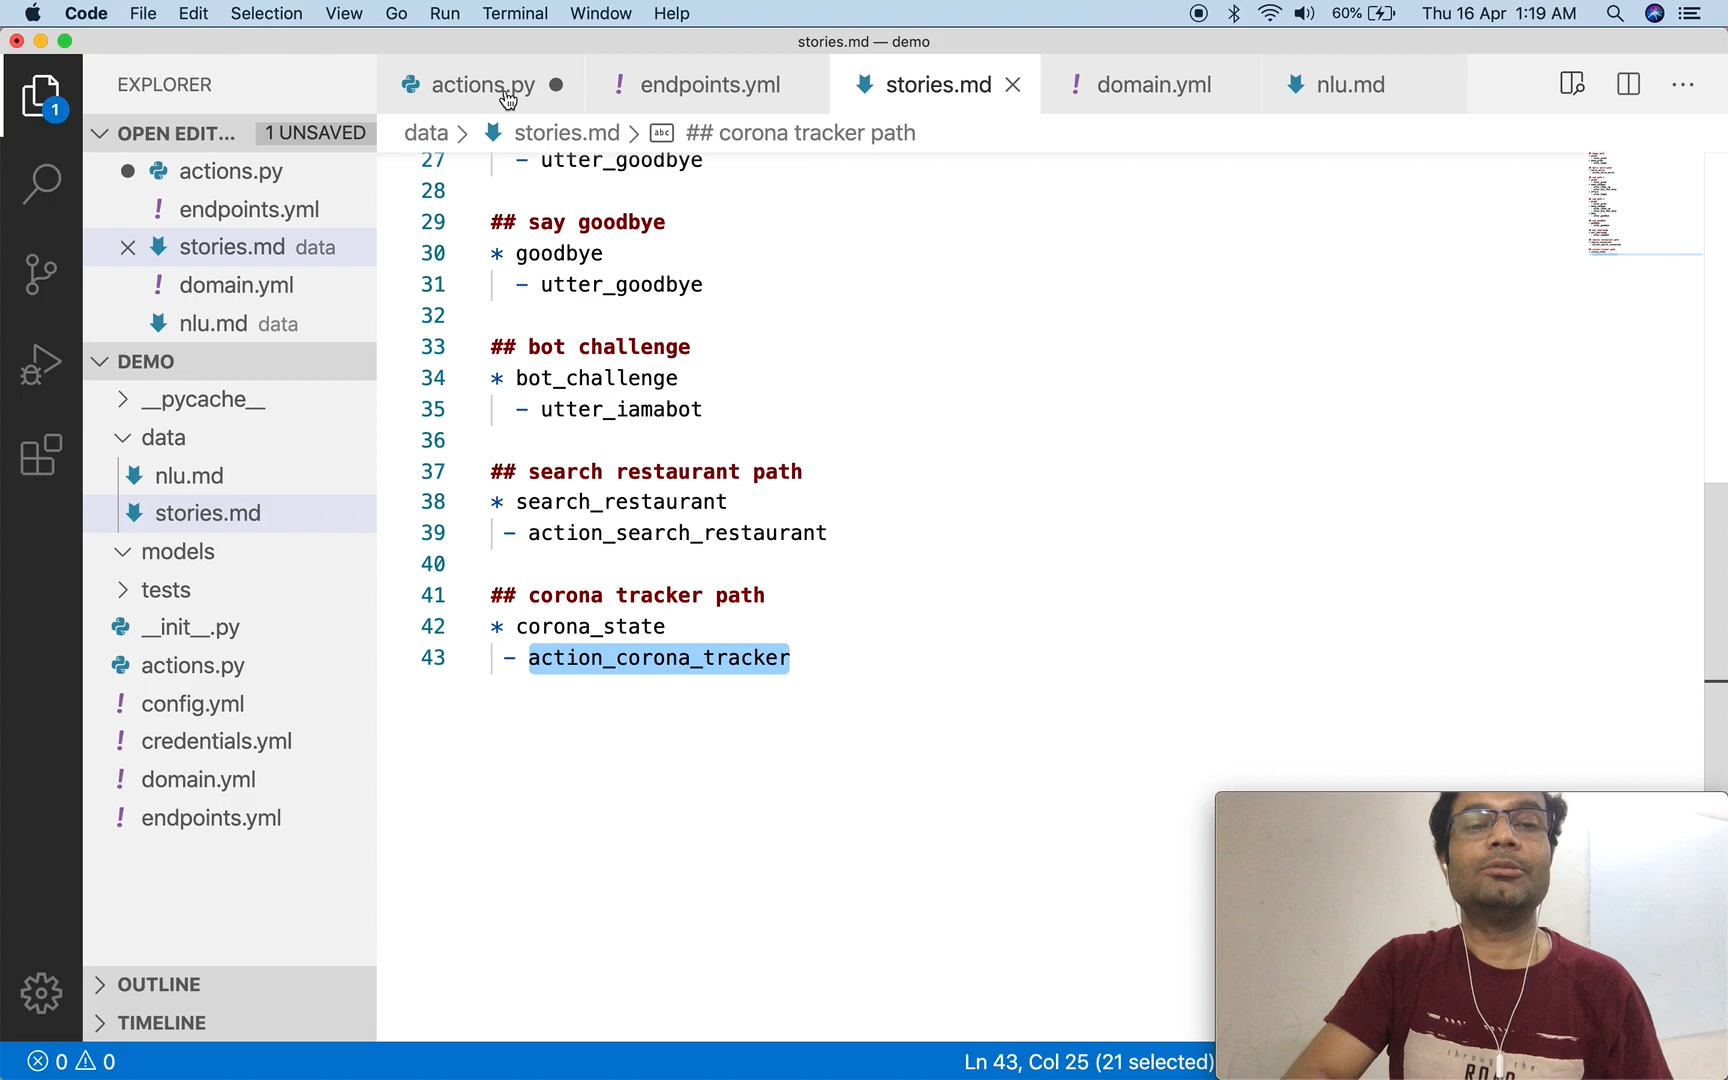 Code File Edit Selection View Go Run Terminal Window Help 60% Thu 16 Apr 1:19 AM
stories.md — demo
EXPLORER
1
OPEN EDIT... 1 UNSAVED
actions.py
! endpoints.yml
stories.md data
! domain.yml
nlu.md data
DEMO
__pycache__
data
nlu.md
stories.md
models
tests
__init__.py
actions.py
! config.yml
! credentials.yml
! domain.yml
! endpoints.yml
OUTLINE
TIMELINE
actions.py ! endpoints.yml stories.md ! domain.yml nlu.md
data > stories.md > abc ## corona tracker path
27 - utter_goodbye
28
29 ## say goodbye
30 * goodbye
31 - utter_goodbye
32
33 ## bot challenge
34 * bot_challenge
35 - utter_iamabot
36
37 ## search restaurant path
38 * search_restaurant
39 - action_search_restaurant
40
41 ## corona tracker path
42 * corona_state
43 - action_corona_tracker
0 0 Ln 43, Col 25 (21 selected)
through the
ROAD